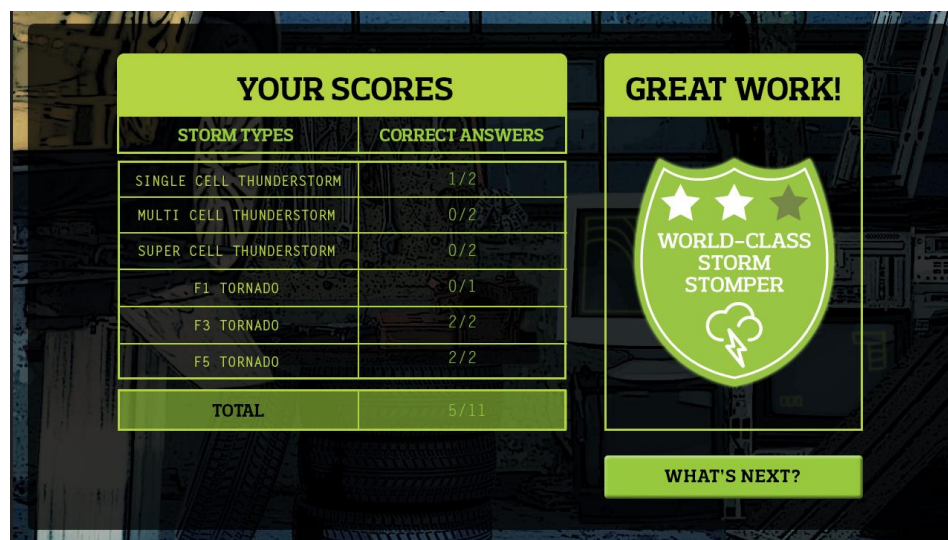 YOUR SCORES
STORM TYPES CORRECT ANSWERS
SINGLE CELL THUNDERSTORM 1/2
MULTI CELL THUNDERSTORM 0/2
SUPER CELL THUNDERSTORM 0/2
F1 TORNADO 0/1
F3 TORNADO 2/2
F5 TORNADO 2/2
TOTAL 5/11
GREAT WORK!
WORLD-CLASS
STORM
STOMPER
WHAT'S NEXT?